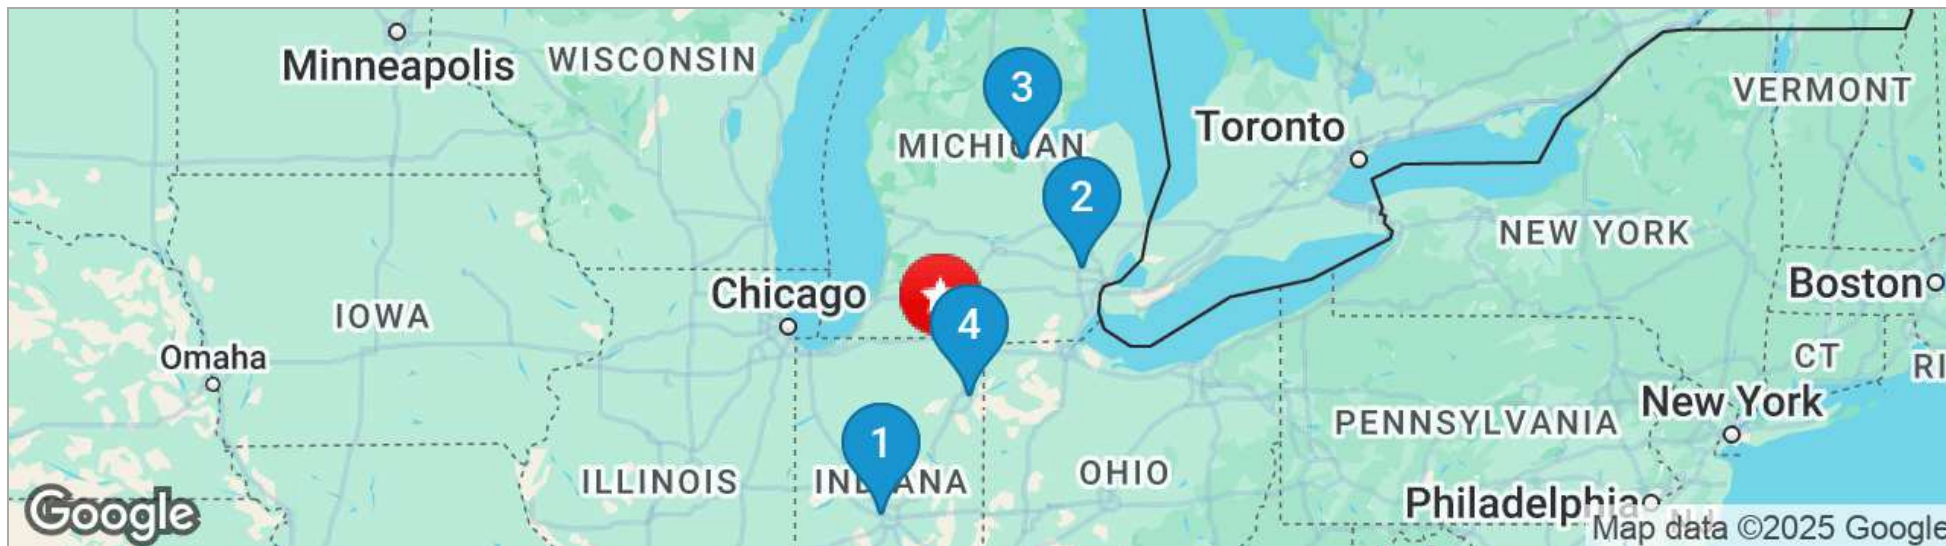 Minneapolis
WISCONSIN
3
VERMONT
Toronto
MICHIGAN
2
NEW YORK
Boston
Chicago
IOWA
4
Omaha
CT
RI
New York
PENNSYLVANIA
1
OHIO
ILLINOIS
INDIANA
Philadelphia
Google
Map data ©2025 Google